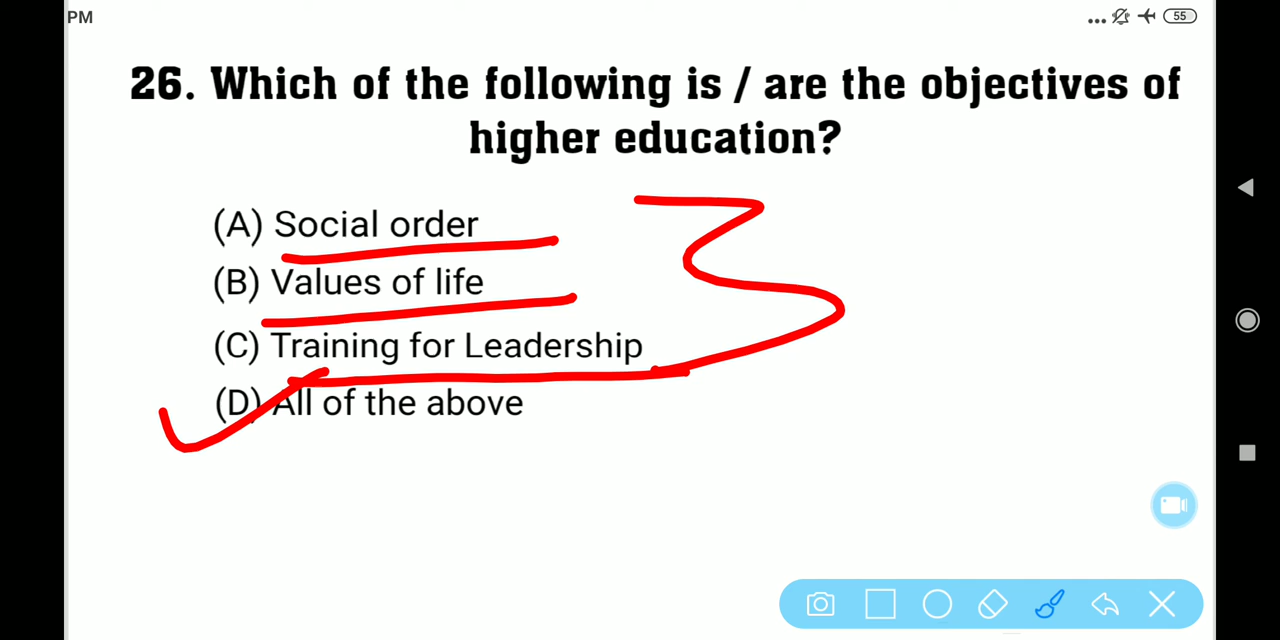 PM
55
26. Which of the following is / are the objectives of
higher education?
(A) Social order
(B) Values of life
(C) Training for Leadership
(D) All of the above